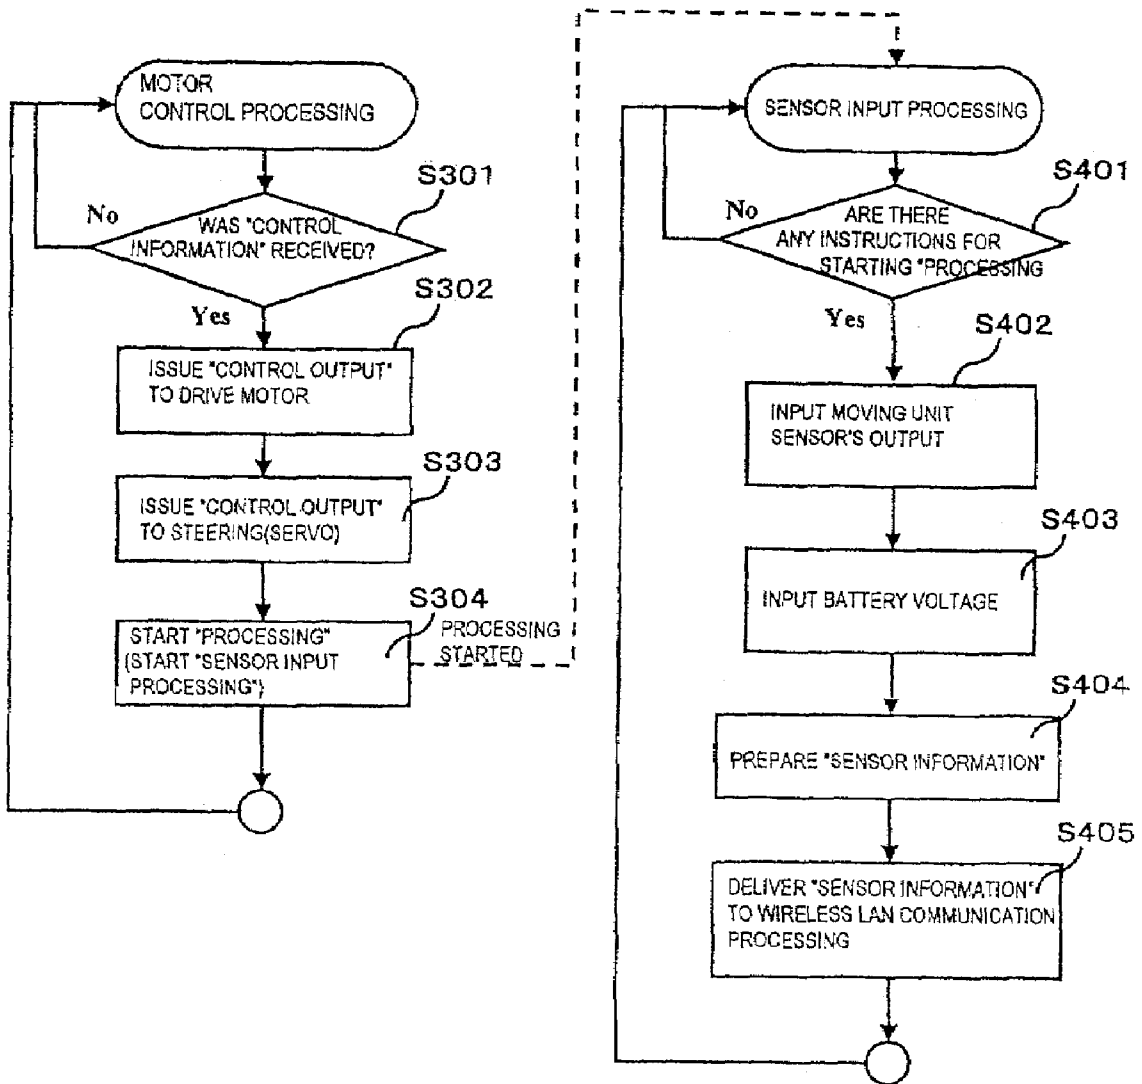 MOTOR
CONTROL PROCESSING
S301
No
WAS "CONTROL
INFORMATION" RECEIVED?
Yes
S302
ISSUE "CONTROL OUTPUT"
TO DRIVE MOTOR
S303
ISSUE "CONTROL OUTPUT"
TO STEERING(SERVO)
S304
START "PROCESSING"
(START "SENSOR INPUT
PROCESSING")
PROCESSING
STARTED
SENSOR INPUT PROCESSING
S401
No
ARE THERE
ANY INSTRUCTIONS FOR
STARTING "PROCESSING
Yes
S402
INPUT MOVING UNIT
SENSOR'S OUTPUT
S403
INPUT BATTERY VOLTAGE
S404
PREPARE "SENSOR INFORMATION"
S405
DELIVER "SENSOR INFORMATION"
TO WIRELESS LAN COMMUNICATION
PROCESSING